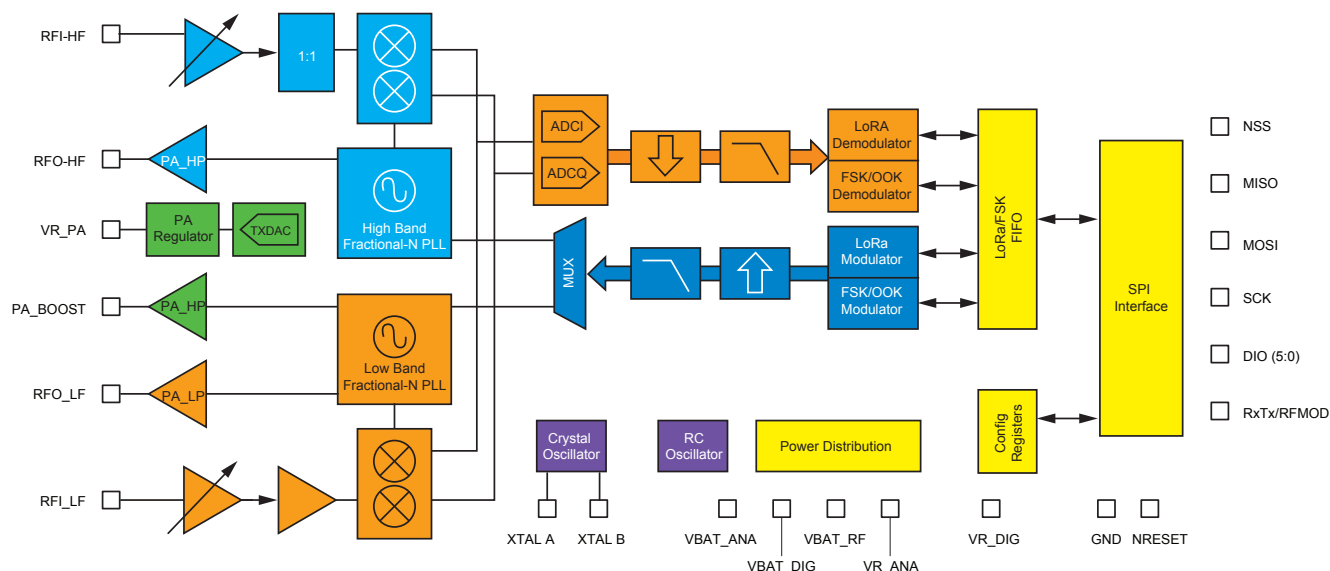 RFI-HF
1:1
RFO-HF
PA_HP
VR_PA
PA
Regulator
TXDAC
High Band
Fractional-N PLL
PA_BOOST
PA_HP
RFO_LF
PA_LP
Low Band
Fractional-N PLL
RFI_LF
ADCI
ADCQ
MUX
LoRA
Demodulator
FSK/OOK
Demodulator
LoRa
Modulator
FSK/OOK
Modulator
LoRa/FSK
FIFO
SPI
Interface
Config
Registers
NSS
MISO
MOSI
SCK
DIO (5:0)
RxTx/RFMOD
Crystal
Oscillator
RC
Oscillator
Power Distribution
XTAL A
XTAL B
VBAT_ANA
VBAT_DIG
VBAT_RF
VR_ANA
VR_DIG
GND
NRESET